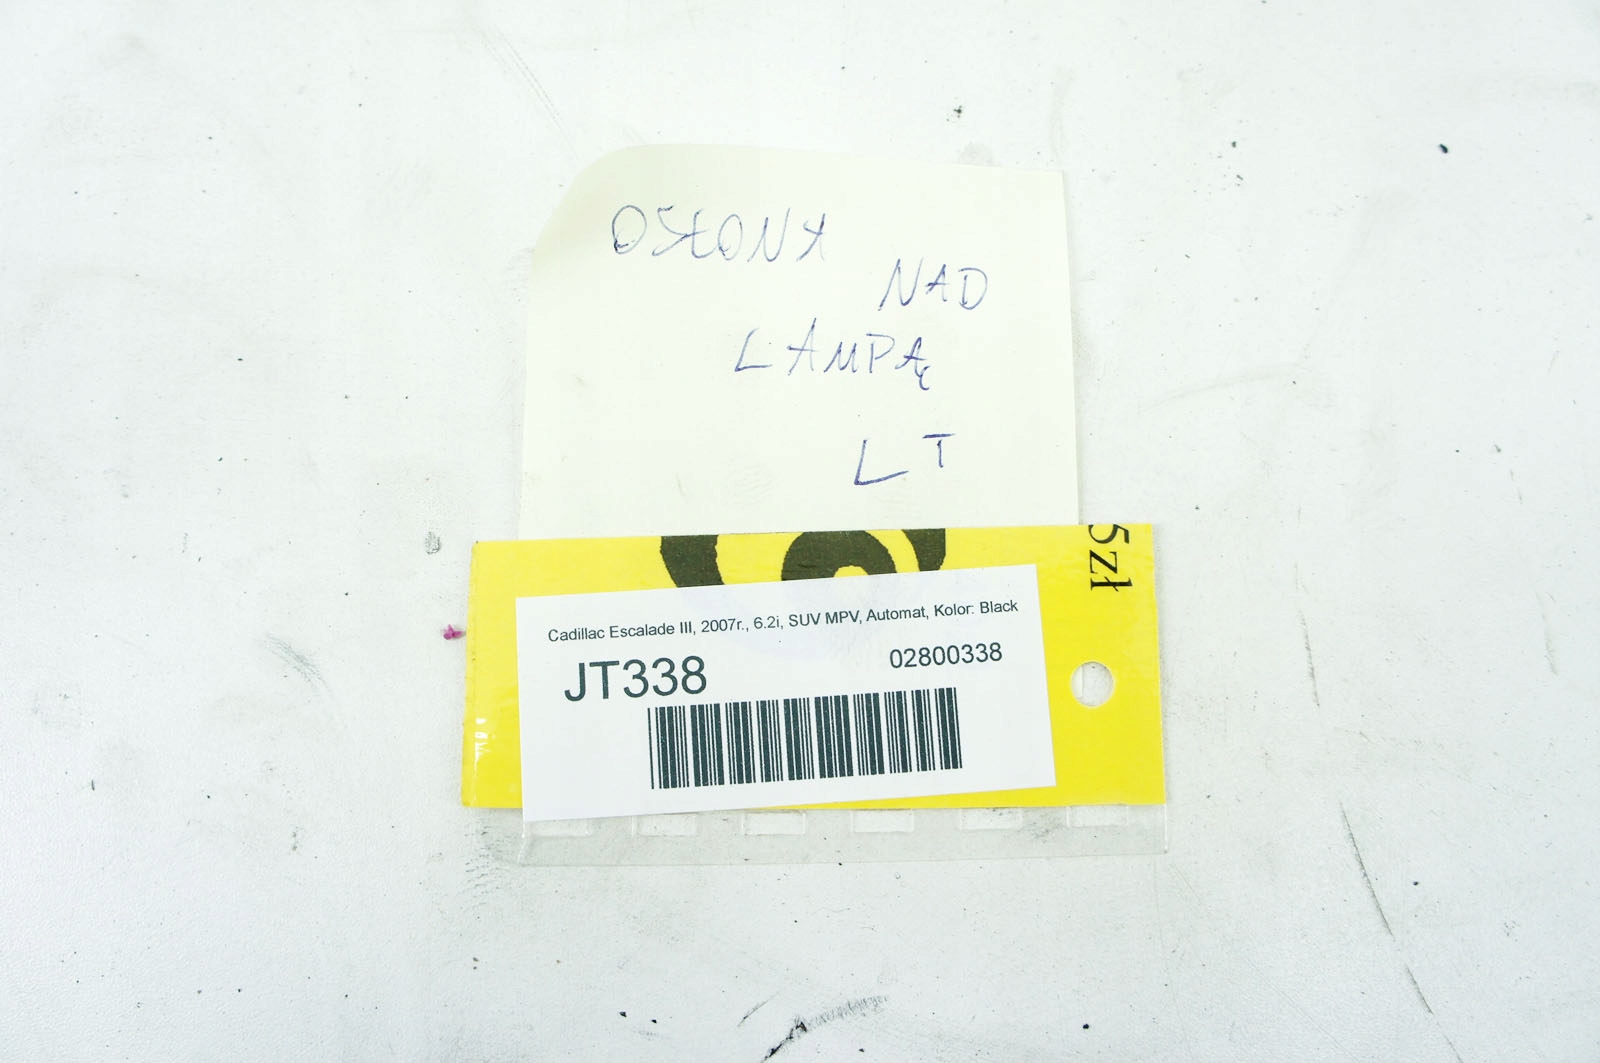 OSŁONA
NAD
LAMPĄ
LT
5zł
Cadillac Escalade III, 2007r., 6.2i, SUV MPV, Automat, Kolor: Black
JT338
02800338